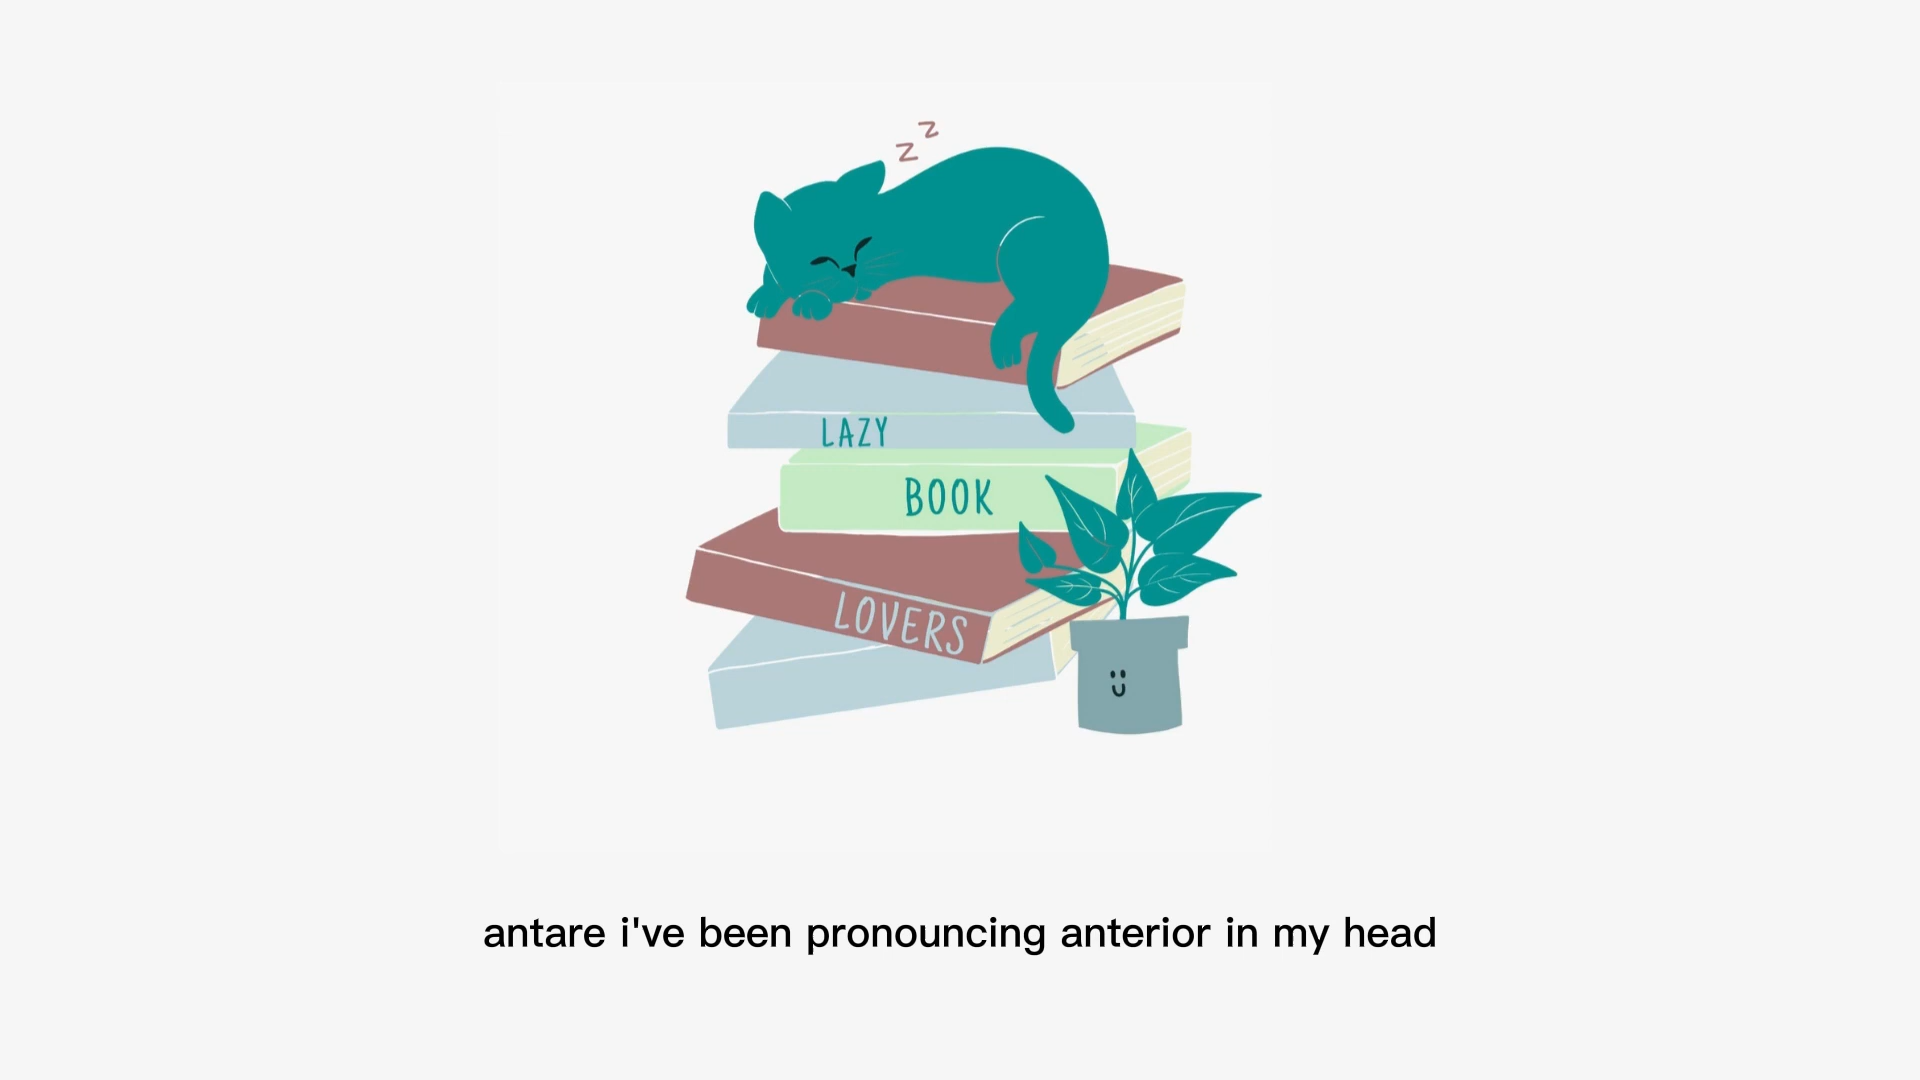 z
z
LAZY
BOOK
LOVERS
antare i've been pronouncing anterior in my head